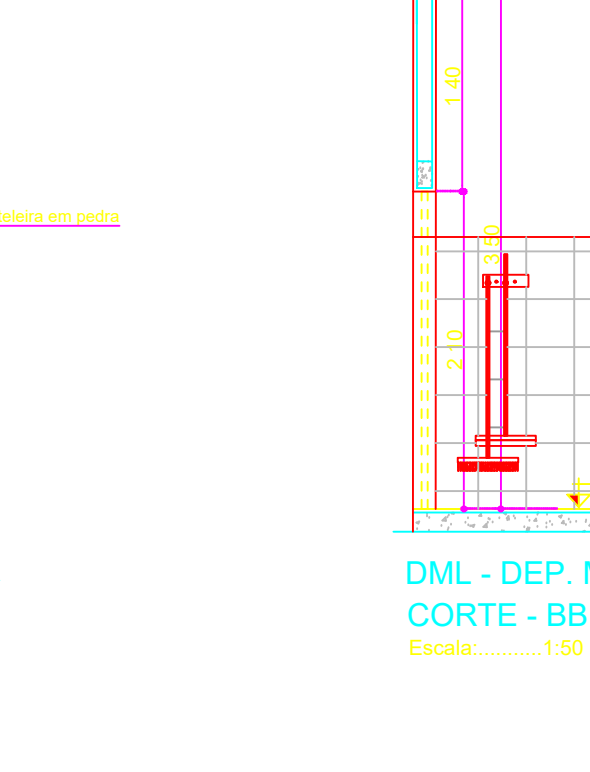 1.40
teleira em pedra
3.50
2.10
DML - DEP.
CORTE - BB
Escala:...........1:50